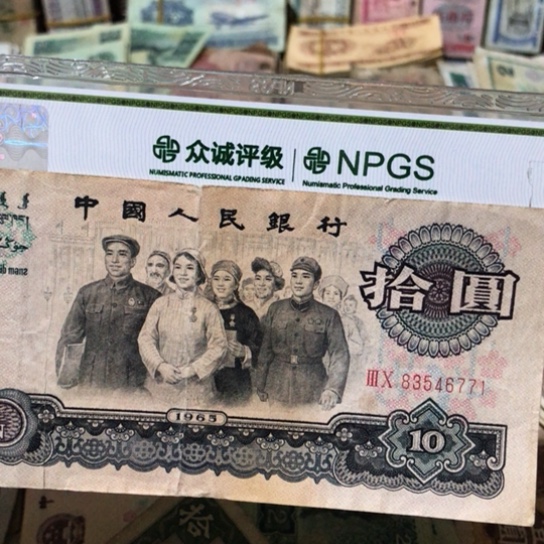 众诚评级 NPGS
NUMISMATIC PROFESSIONAL GRADING SERVICE Numismatic Professional Grading Service
中國人民銀行
拾圓
ⅢⅩ 83546771
1965
10